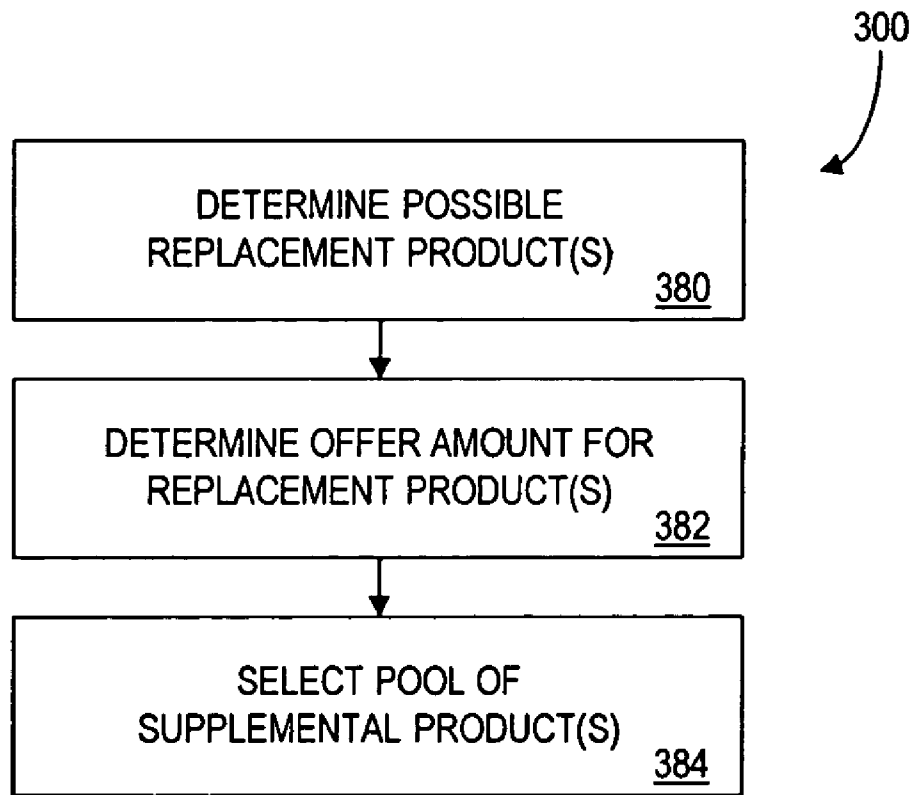 300
DETERMINE POSSIBLE
REPLACEMENT PRODUCT(S)
380
DETERMINE OFFER AMOUNT FOR
REPLACEMENT PRODUCT(S)
382
SELECT POOL OF
SUPPLEMENTAL PRODUCT(S)
384